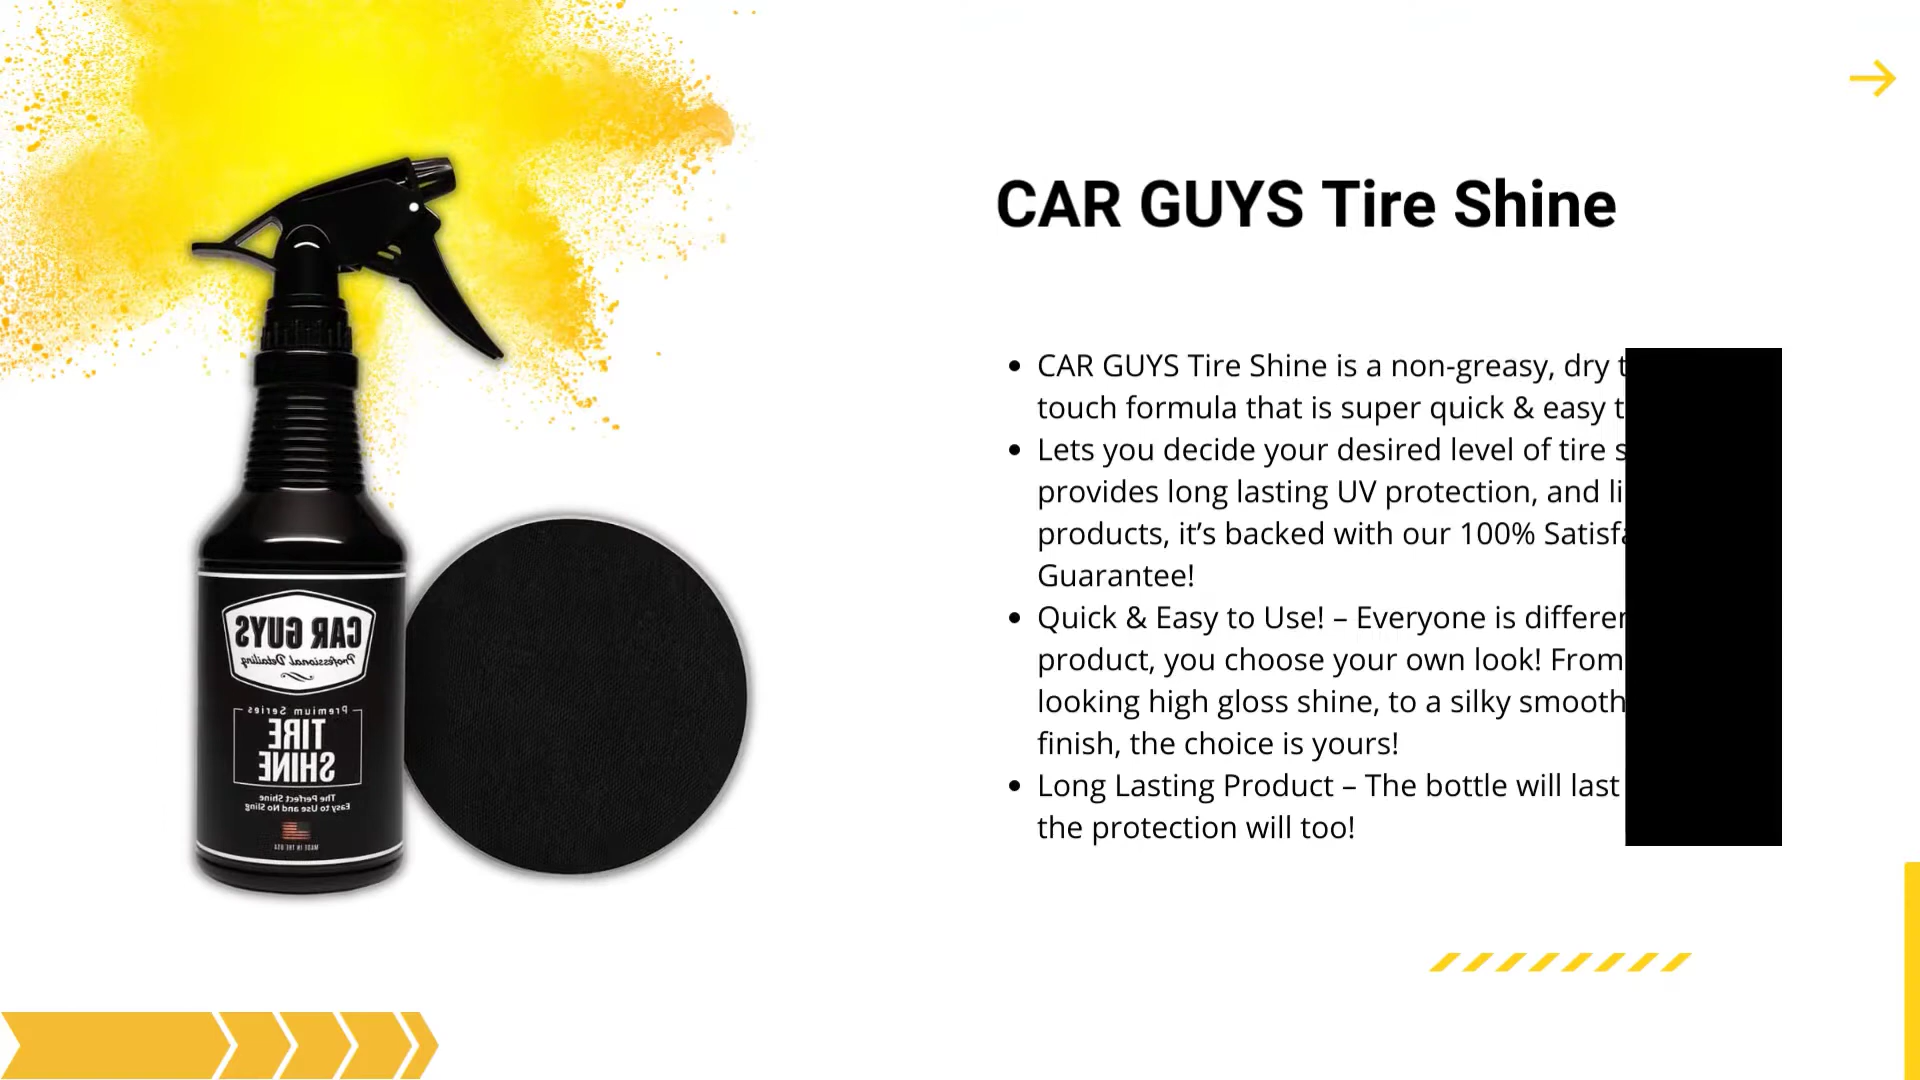 CAR GUYS Tire Shine
CAR GUYS Tire Shine is a non-greasy, dry
touch formula that is super quick & easy
Lets you decide your desired level of tire
provides long lasting UV protection, and
products, it’s backed with our 100%
Guarantee!
Quick & Easy to Use! – Everyone is
product, you choose your own look! From
looking high gloss shine, to a silky smooth
finish, the choice is yours!
Long Lasting Product – The bottle will last
the protection will too!
CAR GUYS
Professional Detailing
Premium Series
TIRE
SHINE
The Perfect Shine
Easy to Use and No Sling
MADE IN THE USA